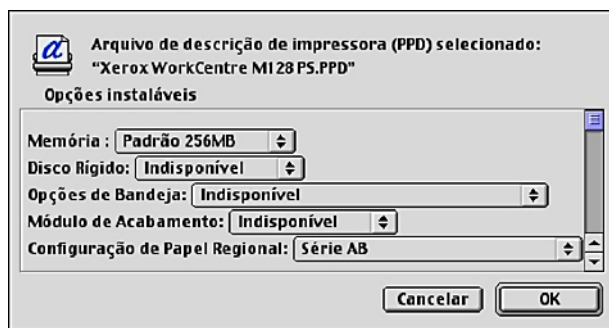 Arquivo de descrição de impressora (PPD) selecionado:
"Xerox WorkCentre M128 PS.PPD"
Opções instaláveis
Memória : Padrão 256MB
Disco Rígido: Indisponível
Opções de Bandeja: Indisponível
Módulo de Acabamento: Indisponível
Configuração de Papel Regional: Série AB
Cancelar OK